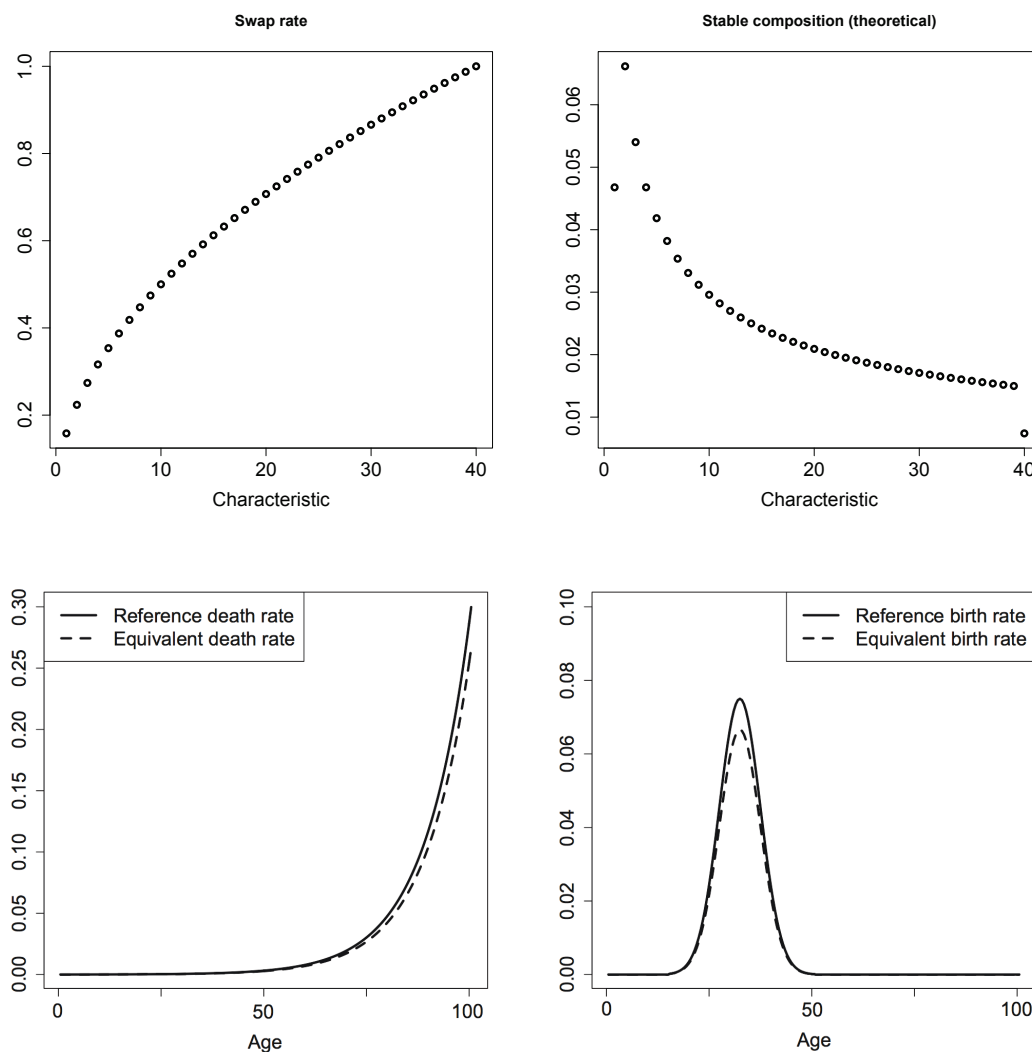 Swap rate
1.0
0.8
0.6
0.4
0.2
0 10 20 30 40
Characteristic
Stable composition (theoretical)
0.06
0.05
0.04
0.03
0.02
0.01
0 10 20 30 40
Characteristic
Reference death rate
Equivalent death rate
0.30
0.25
0.20
0.15
0.10
0.05
0.00
0 50 100
Age
Reference birth rate
Equivalent birth rate
0.10
0.08
0.06
0.04
0.02
0.00
0 50 100
Age